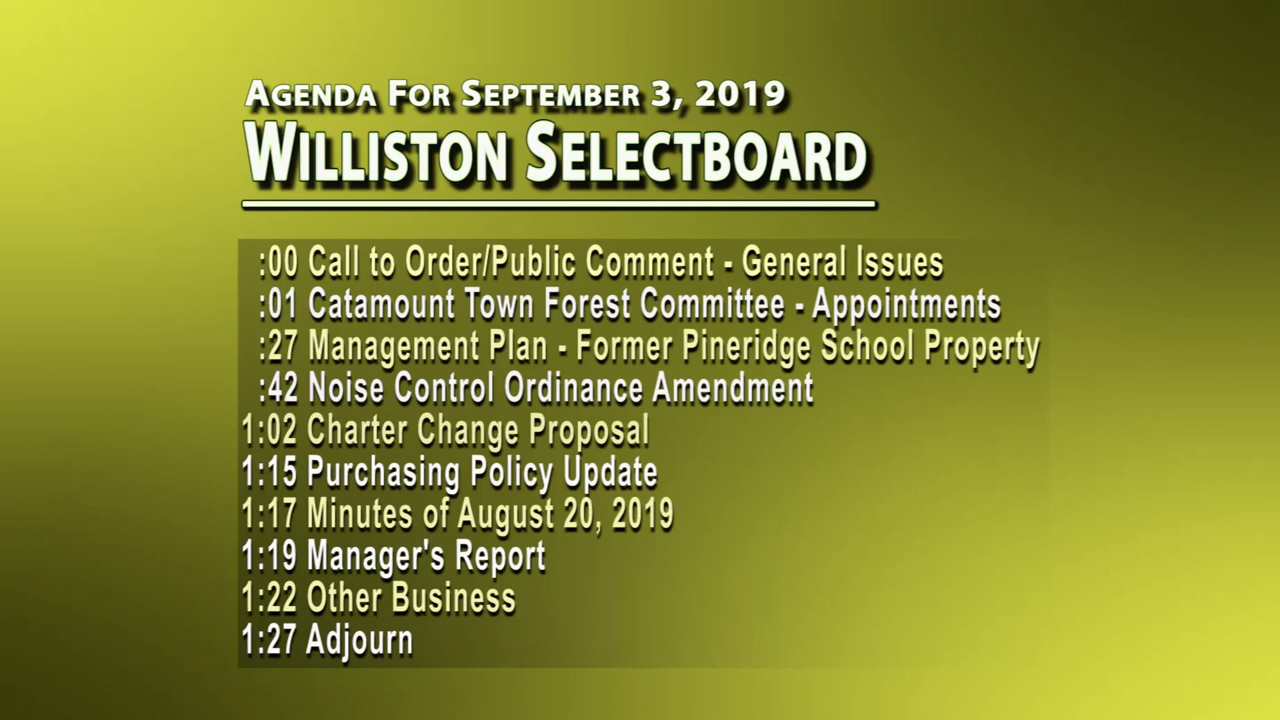 Agenda For September 3, 2019
Williston Selectboard
:00 Call to Order/Public Comment - General Issues
:01 Catamount Town Forest Committee - Appointments
:27 Management Plan - Former Pineridge School Property
:42 Noise Control Ordinance Amendment
1:02 Charter Change Proposal
1:15 Purchasing Policy Update
1:17 Minutes of August 20, 2019
1:19 Manager's Report
1:22 Other Business
1:27 Adjourn